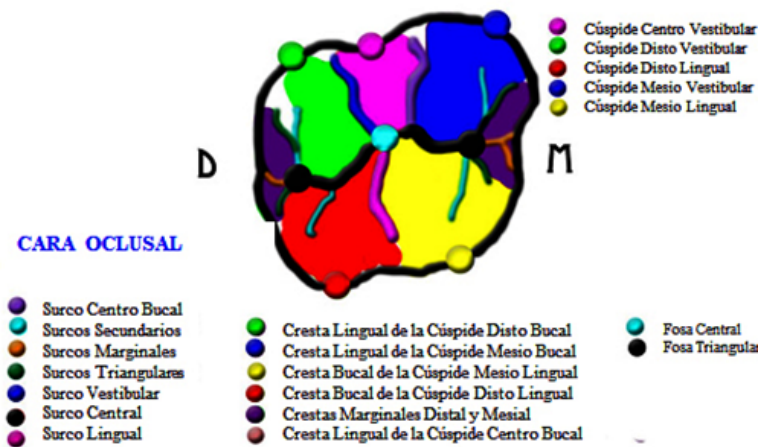 Cúspide Centro Vestibular
Cúspide Disto Vestibular
Cúspide Disto Lingual
Cúspide Mesio Vestibular
Cúspide Mesio Lingual
D
M
CARA OCLUSAL
Surco Centro Bucal
Surcos Secundarios
Surcos Marginales
Surcos Triangulares
Surco Vestibular
Surco Central
Surco Lingual
Cresta Lingual de la Cúspide Disto Bucal
Cresta Lingual de la Cúspide Mesio Bucal
Cresta Bucal de la Cúspide Mesio Lingual
Cresta Bucal de la Cúspide Disto Lingual
Crestas Marginales Distal y Mesial
Cresta Lingual de la Cúspide Centro Bucal
Fosa Central
Fosa Triangular